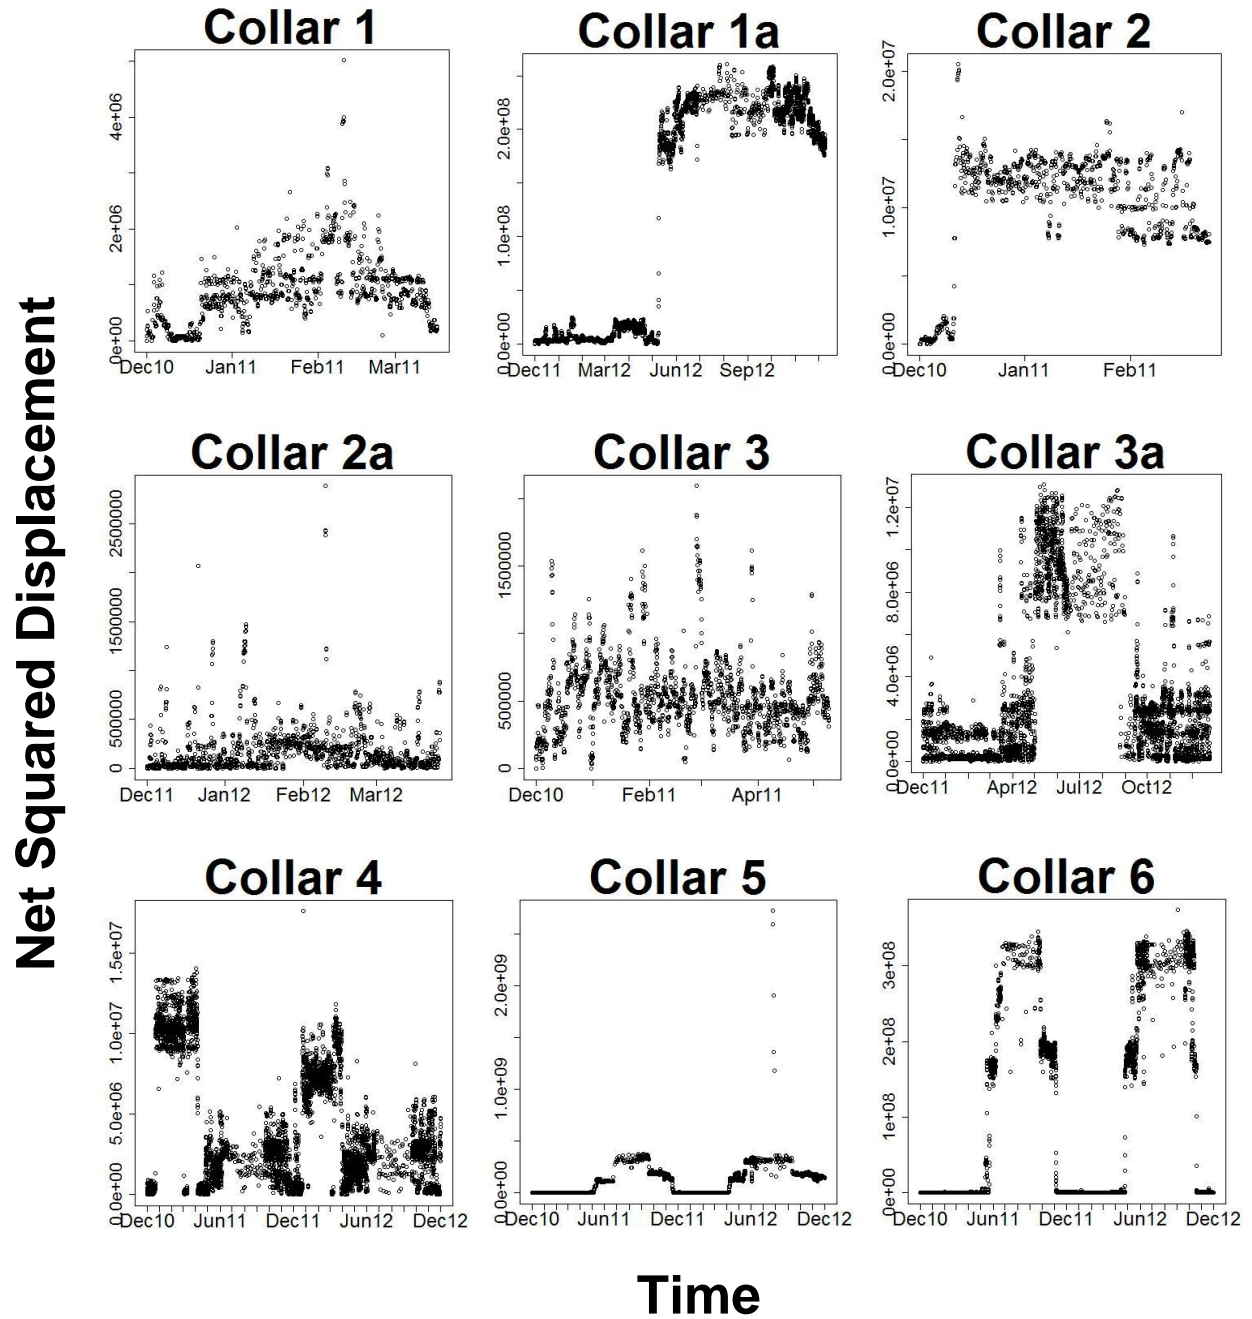 Collar 1 Collar 1a Collar 2
4e+06
2e+06
0e+00
Dec10 Jan11 Feb11 Mar11
2.0e+08
1.0e+08
0.0e+00
Dec11 Mar12 Jun12 Sep12
2.0e+07
1.0e+07
0.0e+00
Dec10 Jan11 Feb11
Collar 2a Collar 3 Collar 3a
2500000
1500000
500000
0
Dec11 Jan12 Feb12 Mar12
1500000
500000
0
Dec10 Feb11 Apr11
1.2e+07
8.0e+06
4.0e+06
0.0e+00
Dec11 Apr12 Jul12 Oct12
Net Squared Displacement
Collar 4 Collar 5 Collar 6
1.5e+07
1.0e+07
5.0e+06
0.0e+00
Dec10 Jun11 Dec11 Jun12 Dec12
2.0e+09
1.0e+09
0.0e+00
Dec10 Jun11 Dec11 Jun12 Dec12
3e+08
2e+08
1e+08
0e+00
Dec10 Jun11 Dec11 Jun12 Dec12
Time